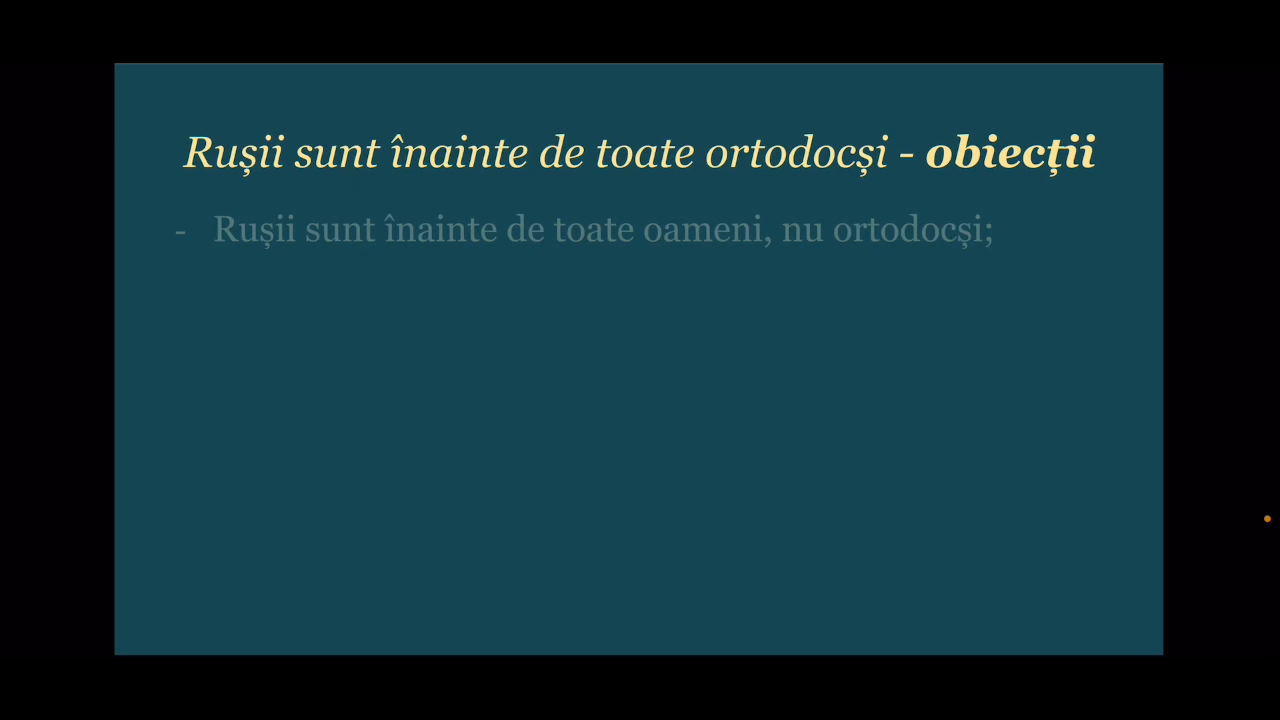 Rușii sunt înainte de toate ortodocși - obiecții
- Rușii sunt înainte de toate oameni, nu ortodocși;